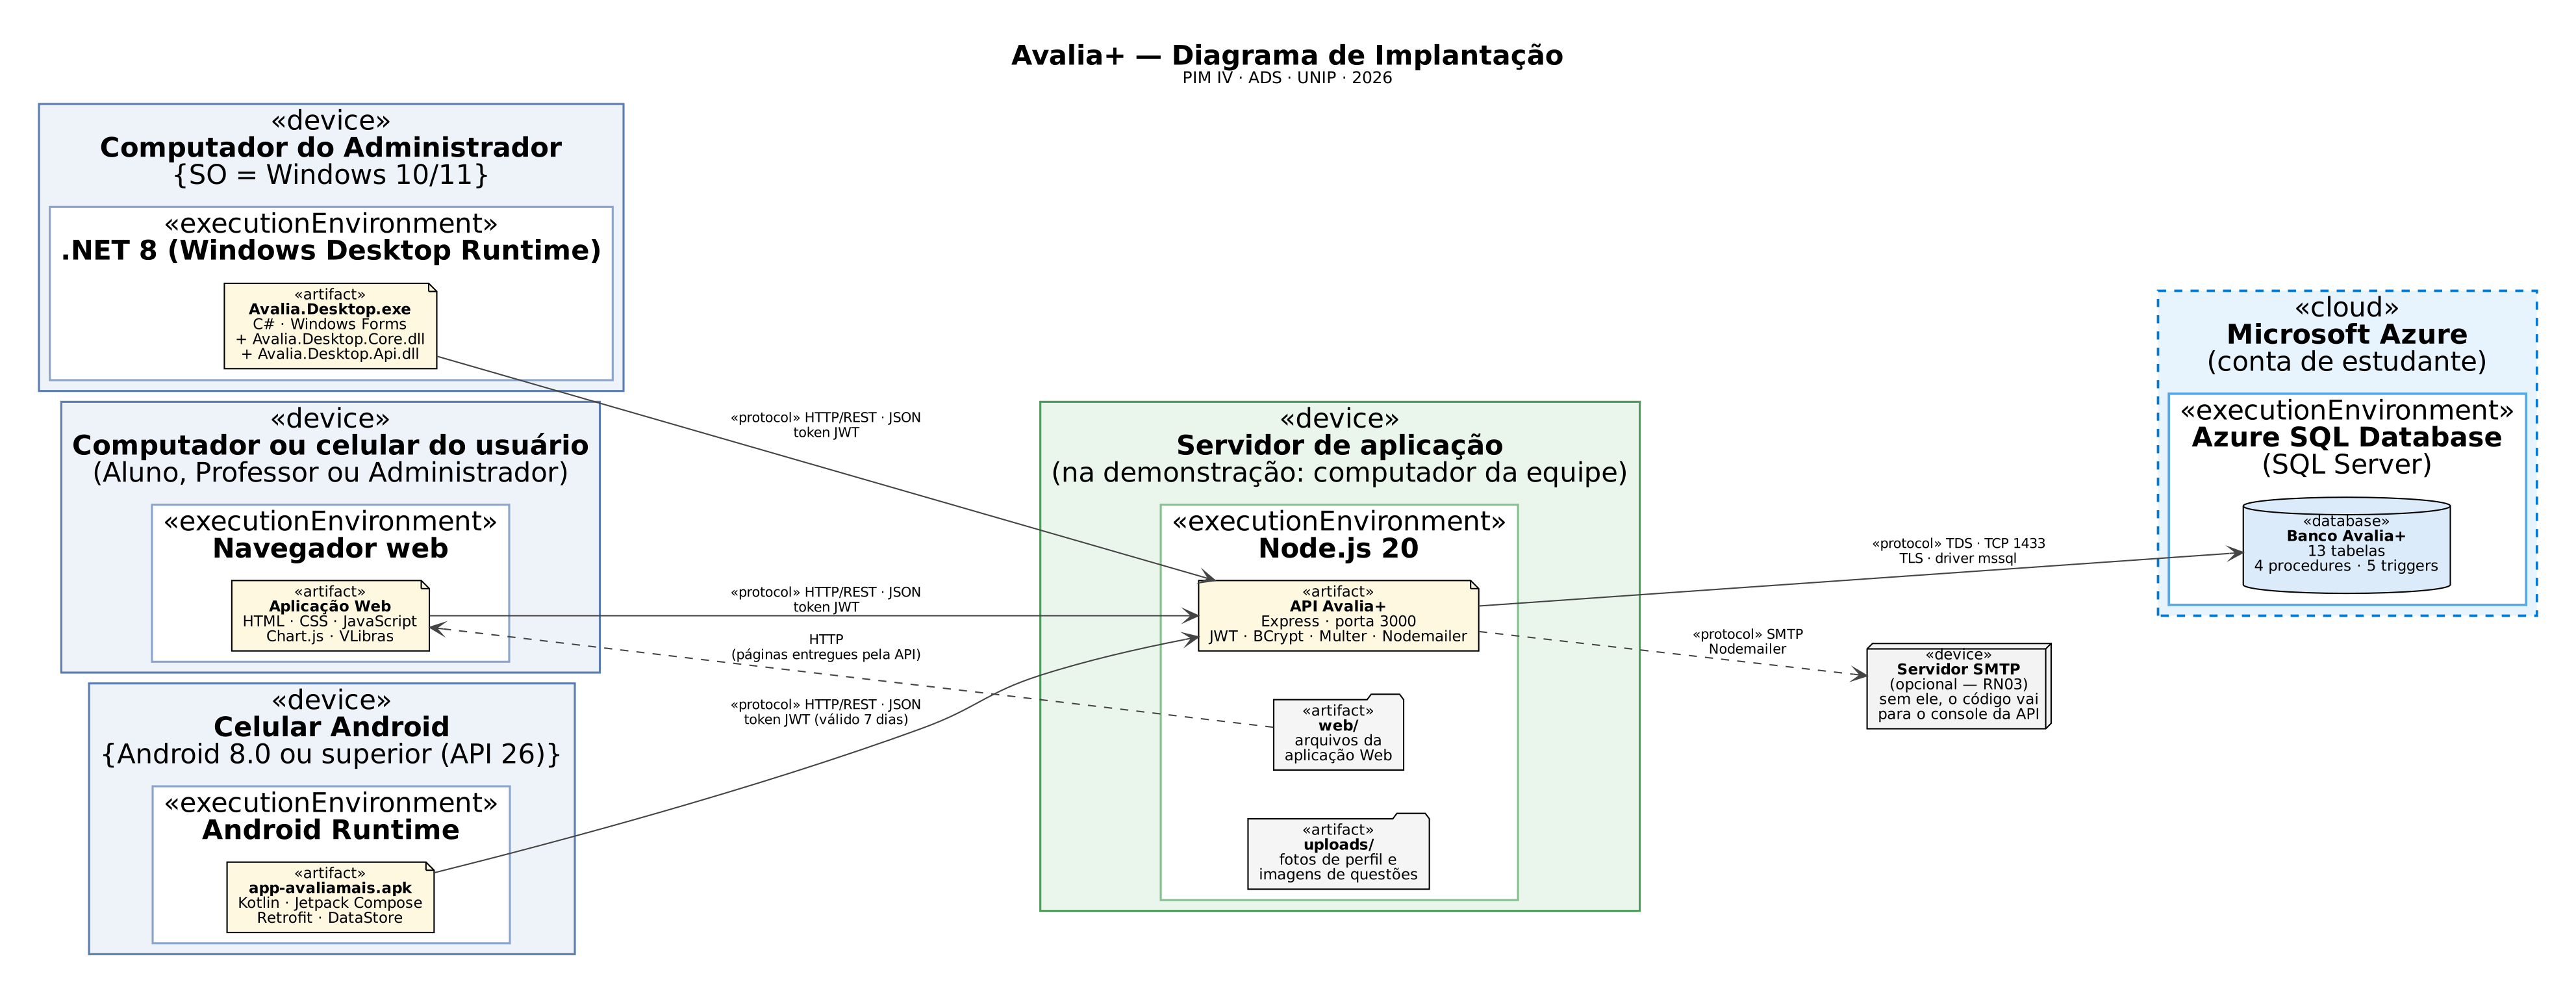 Avalia+ — Diagrama de Implantação
PIM IV · ADS · UNIP · 2026
«device»
Computador do Administrador
{SO = Windows 10/11}
«executionEnvironment»
.NET 8 (Windows Desktop Runtime)
«artifact»
Avalia.Desktop.exe
C# · Windows Forms
+ Avalia.Desktop.Core.dll
+ Avalia.Desktop.Api.dll
«device»
Computador ou celular do usuário
(Aluno, Professor ou Administrador)
«executionEnvironment»
Navegador web
«artifact»
Aplicação Web
HTML · CSS · JavaScript
Chart.js · VLibras
«device»
Celular Android
{Android 8.0 ou superior (API 26)}
«executionEnvironment»
Android Runtime
«artifact»
app-avaliamais.apk
Kotlin · Jetpack Compose
Retrofit · DataStore
«protocol» HTTP/REST · JSON
token JWT
«protocol» HTTP/REST · JSON
token JWT
HTTP
(páginas entregues pela API)
«protocol» HTTP/REST · JSON
token JWT (válido 7 dias)
«device»
Servidor de aplicação
(na demonstração: computador da equipe)
«executionEnvironment»
Node.js 20
«artifact»
API Avalia+
Express · porta 3000
JWT · BCrypt · Multer · Nodemailer
«artifact»
web/
arquivos da
aplicação Web
«artifact»
uploads/
fotos de perfil e
imagens de questões
«protocol» TDS · TCP 1433
TLS · driver mssql
«protocol» SMTP
Nodemailer
«device»
Servidor SMTP
(opcional — RN03)
sem ele, o código vai
para o console da API
«cloud»
Microsoft Azure
(conta de estudante)
«executionEnvironment»
Azure SQL Database
(SQL Server)
«database»
Banco Avalia+
13 tabelas
4 procedures · 5 triggers